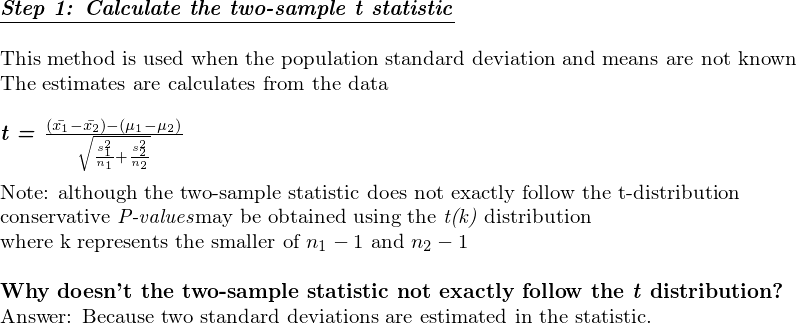 Step 1: Calculate the two-sample t statistic
This method is used when the population standard deviation and means are not known
The estimates are calculates from the data
t = \frac{(\bar{x_1}-\bar{x_2})-(\mu_1-\mu_2)}{\sqrt{\frac{s_1^2}{n_1}+\frac{s_2^2}{n_2}}}
Note: although the two-sample statistic does not exactly follow the t-distribution
conservative P-valuesmay be obtained using the t(k) distribution
where k represents the smaller of n₁ − 1 and n₂ − 1
Why doesn't the two-sample statistic not exactly follow the t distribution?
Answer: Because two standard deviations are estimated in the statistic.